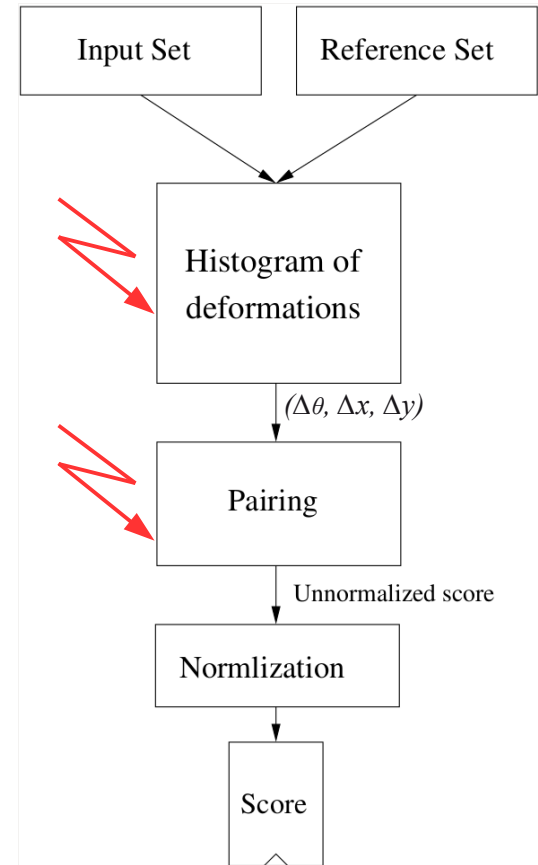 Input Set
Reference Set
Histogram of
deformations
(Δθ, Δx, Δy)
Pairing
Unnormalized score
Normlization
Score